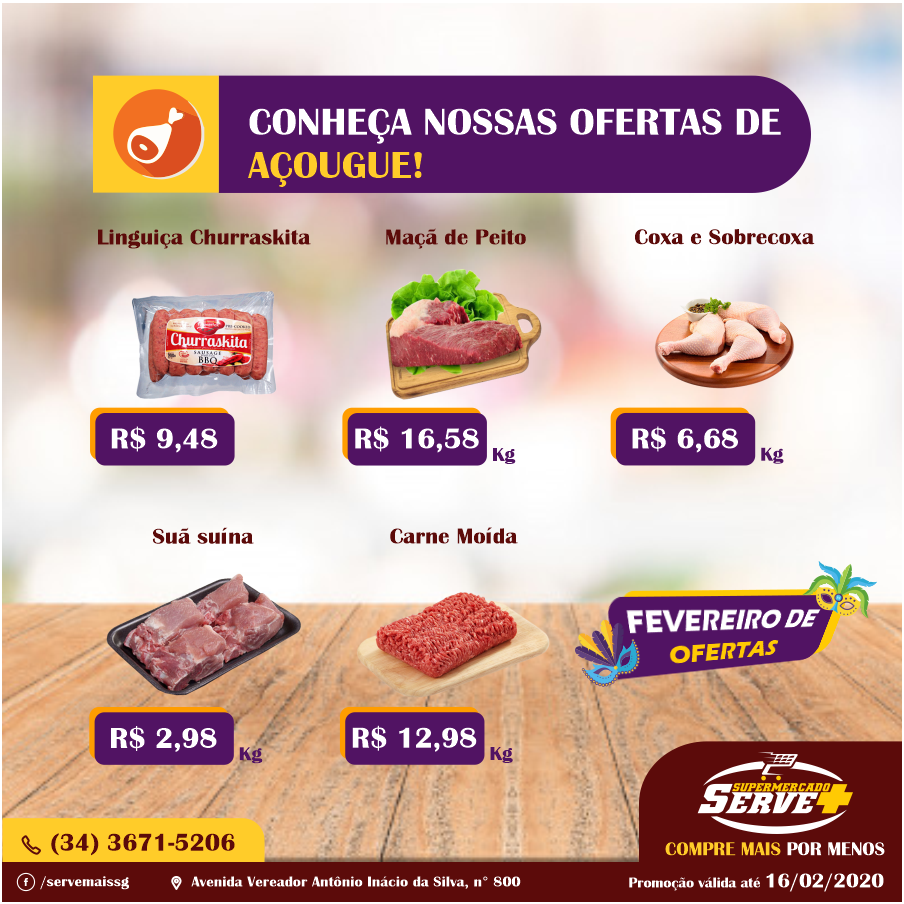 CONHEÇA NOSSAS OFERTAS DE
AÇOUGUE!
Linguiça Churraskita
Maçã de Peito
Coxa e Sobrecoxa
PRE-COOKED
Churraskita
SAUSAGE
BBQ
R$ 9,48
R$ 16,58 Kg
R$ 6,68 Kg
Suã suína
Carne Moída
FEVEREIRO DE
OFERTAS
R$ 2,98 Kg
R$ 12,98 Kg
SUPERMERCADO
SERVE+
COMPRE MAIS POR MENOS
(34) 3671-5206
/servemaissg
Avenida Vereador Antônio Inácio da Silva, n° 800
Promoção válida até 16/02/2020